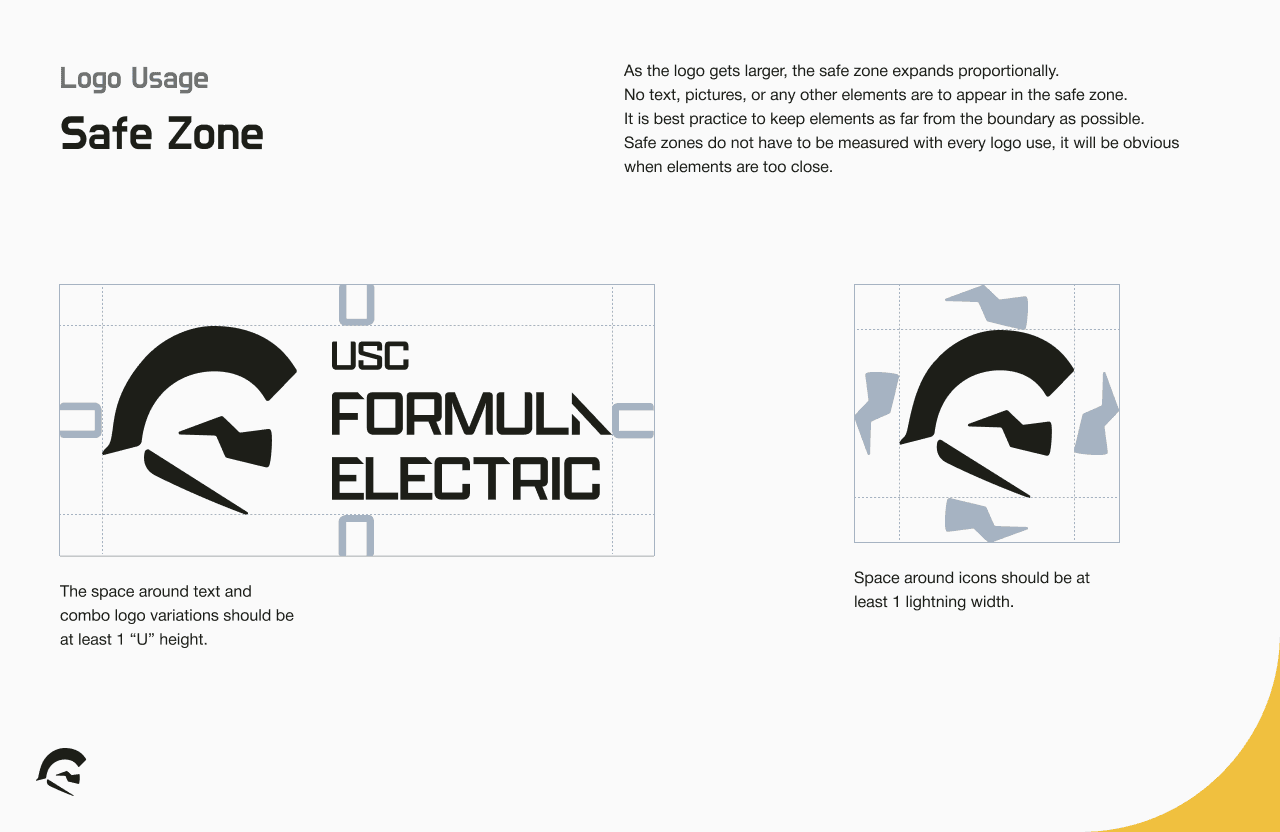 Logo Usage
Safe Zone
As the logo gets larger, the safe zone expands proportionally.
No text, pictures, or any other elements are to appear in the safe zone.
It is best practice to keep elements as far from the boundary as possible.
Safe zones do not have to be measured with every logo use, it will be obvious
when elements are too close.
USC
FORMULA
ELECTRIC
The space around text and
combo logo variations should be
at least 1 “U” height.
Space around icons should be at
least 1 lightning width.